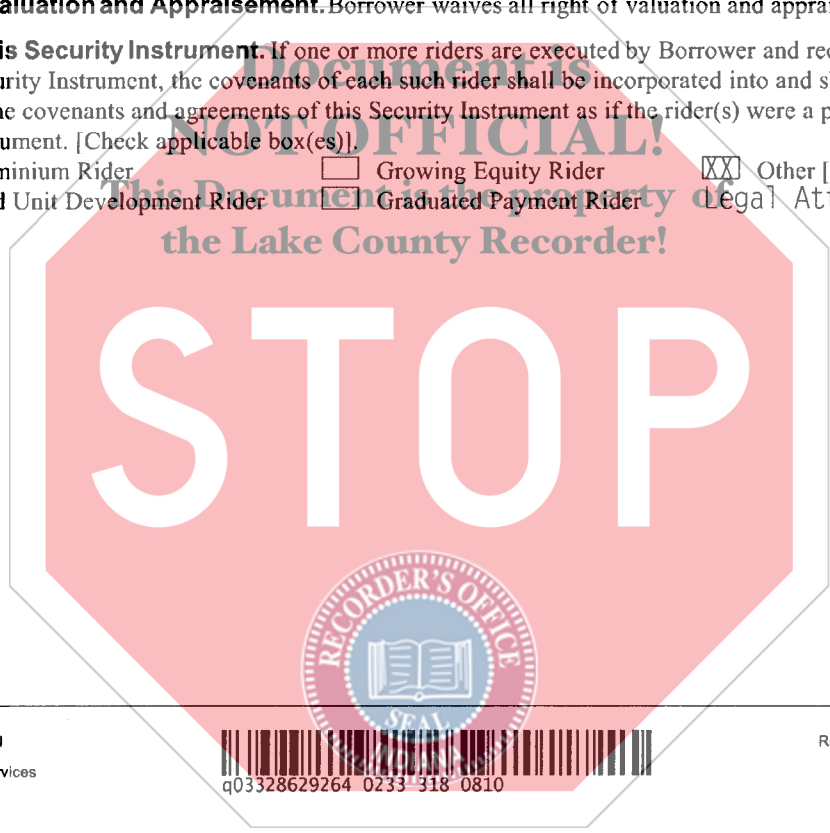 aluation and Appraisement. Borrower waives all right of valuation and apprai
is Security Instrument. If one or more riders are executed by Borrower and rec
urity Instrument, the covenants of each such rider shall be incorporated into and s
ne covenants and agreements of this Security Instrument as if the rider(s) were a p
ument. [Check applicable box(es)].
minium Rider Growing Equity Rider XX Other [
d Unit Development Rider Graduated Payment Rider Legal Att
Document is
NOT OFFICIAL!
This Document is the property of
the Lake County Recorder!
STOP
RECORDER'S OFFICE
SEAL
INDIANA
R
vices
q03328629264 0233 318 0810